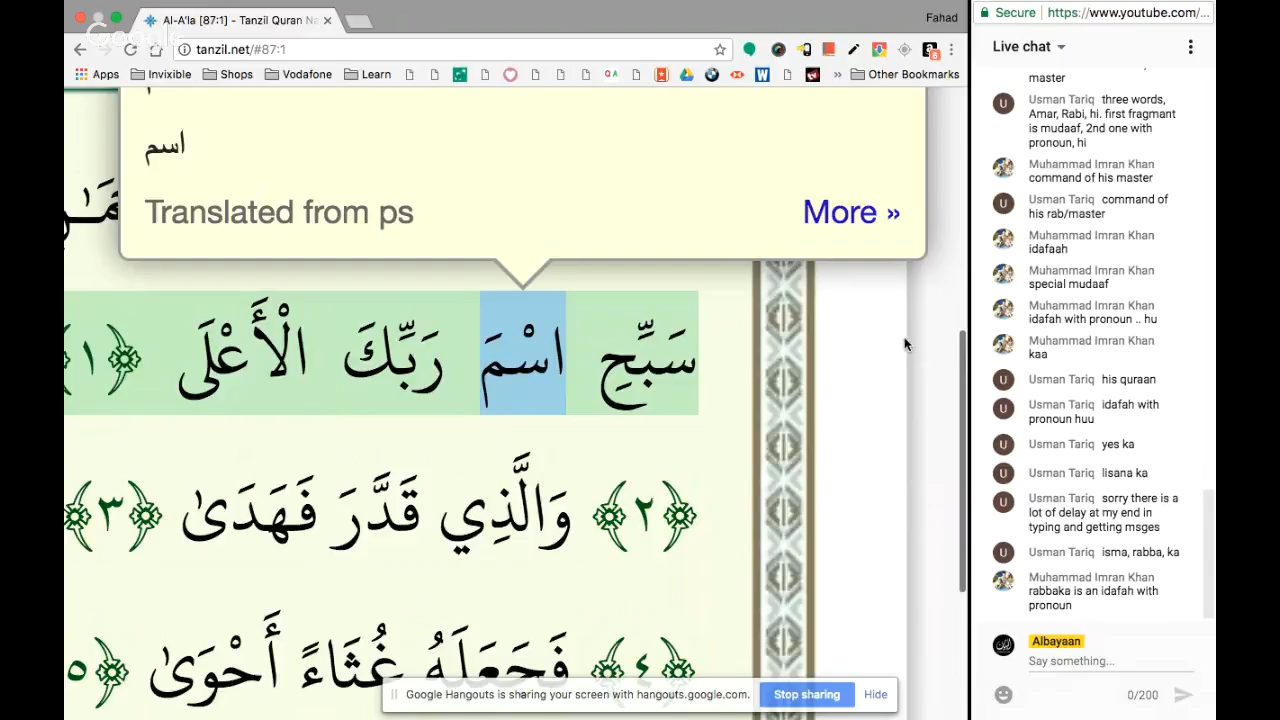 Al-A'la [87:1] - Tanzil Quran Na
Fahad
Google
tanzil.net/#87:1
Apps Invixible Shops Vodafone Learn » Other Bookmarks
اسم
Translated from ps
More »
سَبِّحِ اسْمَ رَبِّكَ الْأَعْلَى ﴿١﴾
﴿٢﴾ وَالَّذِي قَدَّرَ فَهَدَىٰ ﴿٣﴾
﴿٤﴾ فَجَعَلَهُ غُثَاءً أَحْوَىٰ ﴿٥
Google Hangouts is sharing your screen with hangouts.google.com. Stop sharing Hide
Secure https://www.youtube.com/...
Live chat
master
Usman Tariq three words,
Amar, Rabi, hi. first fragmant
is mudaaf, 2nd one with
pronoun, hi
Muhammad Imran Khan
command of his master
Usman Tariq command of
his rab/master
Muhammad Imran Khan
idafaah
Muhammad Imran Khan
special mudaaf
Muhammad Imran Khan
idafah with pronoun .. hu
Muhammad Imran Khan
kaa
Usman Tariq his quraan
Usman Tariq idafah with
pronoun huu
Usman Tariq yes ka
Usman Tariq lisana ka
Usman Tariq sorry there is a
lot of delay at my end in
typing and getting msges
Usman Tariq isma, rabba, ka
Muhammad Imran Khan
rabbaka is an idafah with
pronoun
Albayaan
Say something...
0/200